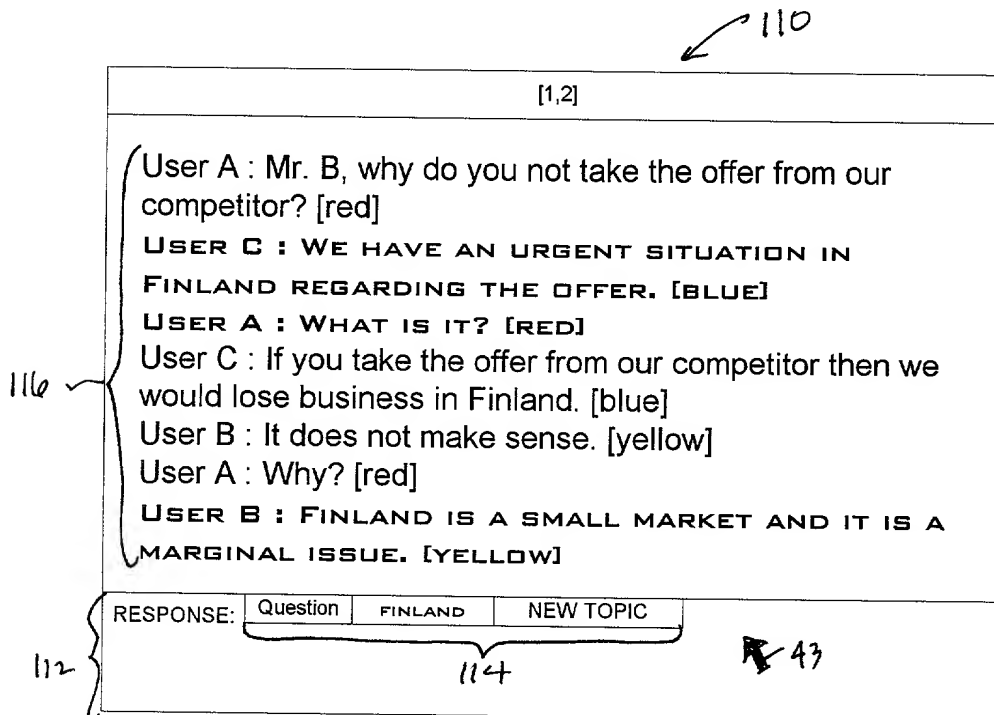 110
[1,2]
User A : Mr. B, why do you not take the offer from our
competitor? [red]
USER C : WE HAVE AN URGENT SITUATION IN
FINLAND REGARDING THE OFFER. [BLUE]
USER A : WHAT IS IT? [RED]
User C : If you take the offer from our competitor then we
would lose business in Finland. [blue]
116
User B : It does not make sense. [yellow]
User A : Why? [red]
USER B : FINLAND IS A SMALL MARKET AND IT IS A
MARGINAL ISSUE. [YELLOW]
RESPONSE: Question FINLAND NEW TOPIC
112 114 43